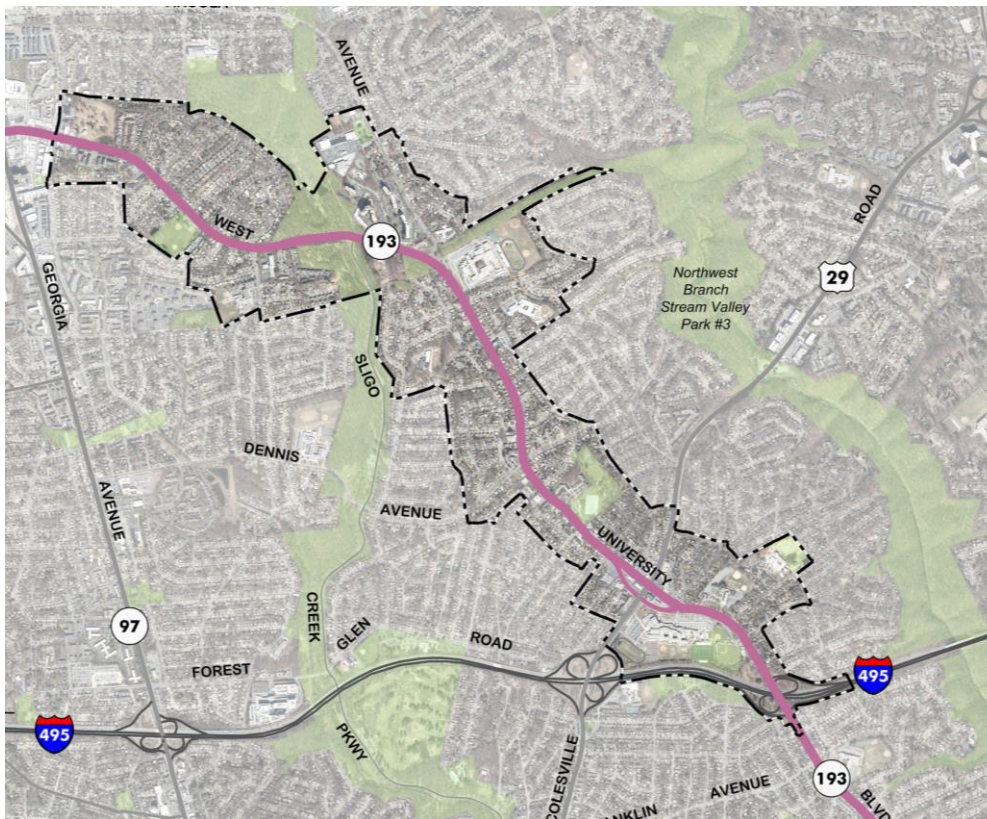 AVENUE
WEST
193
ROAD
GEORGIA
29
Northwest
Branch
Stream Valley
Park #3
SLIGO
DENNIS
AVENUE
AVENUE
UNIVERSITY
CREEK
GLEN
ROAD
97
FOREST
495
495
PKWY
COLESVILLE
AVENUE
193
BLVD